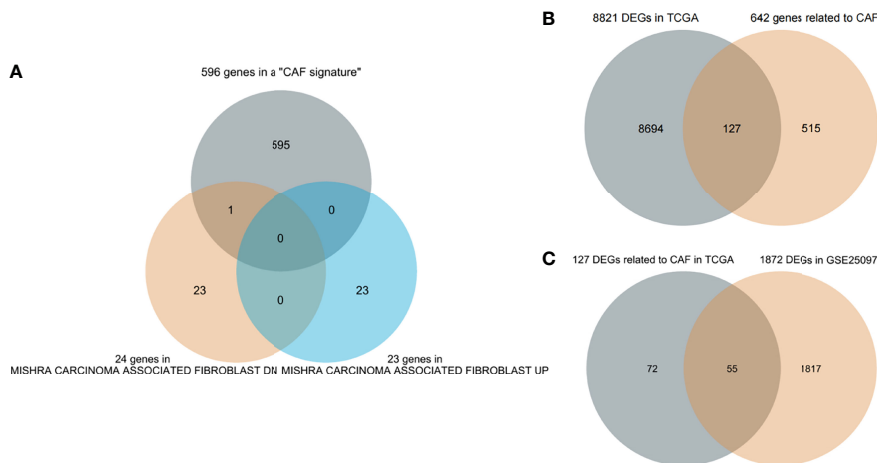 A
596 genes in a "CAF signature"
595
1
0
0
23
0
23
24 genes in
MISHRA CARCINOMA ASSOCIATED FIBROBLAST DN
23 genes in
MISHRA CARCINOMA ASSOCIATED FIBROBLAST UP
B
8821 DEGs in TCGA
642 genes related to CAF
8694
127
515
C
127 DEGs related to CAF in TCGA
1872 DEGs in GSE25097
72
55
1817